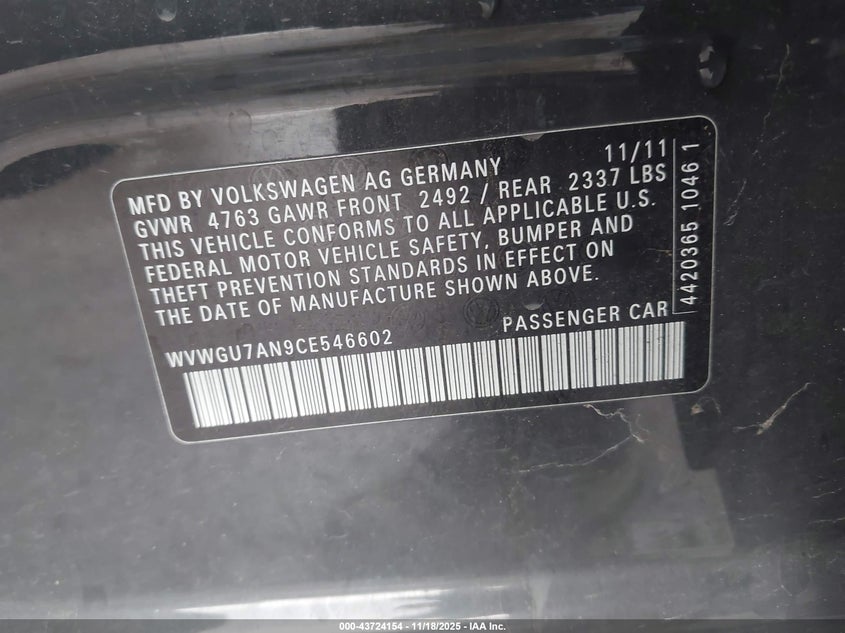 MFD BY VOLKSWAGEN AG GERMANY 11/11
GVWR 4763 GAWR FRONT 2492 / REAR 2337 LBS
THIS VEHICLE CONFORMS TO ALL APPLICABLE U.S.
FEDERAL MOTOR VEHICLE SAFETY, BUMPER AND
THEFT PREVENTION STANDARDS IN EFFECT ON
THE DATE OF MANUFACTURE SHOWN ABOVE.
WVWGU7AN9CE546602 PASSENGER CAR
4420365 10461
000-43724154 - 11/18/2025 - IAA Inc.